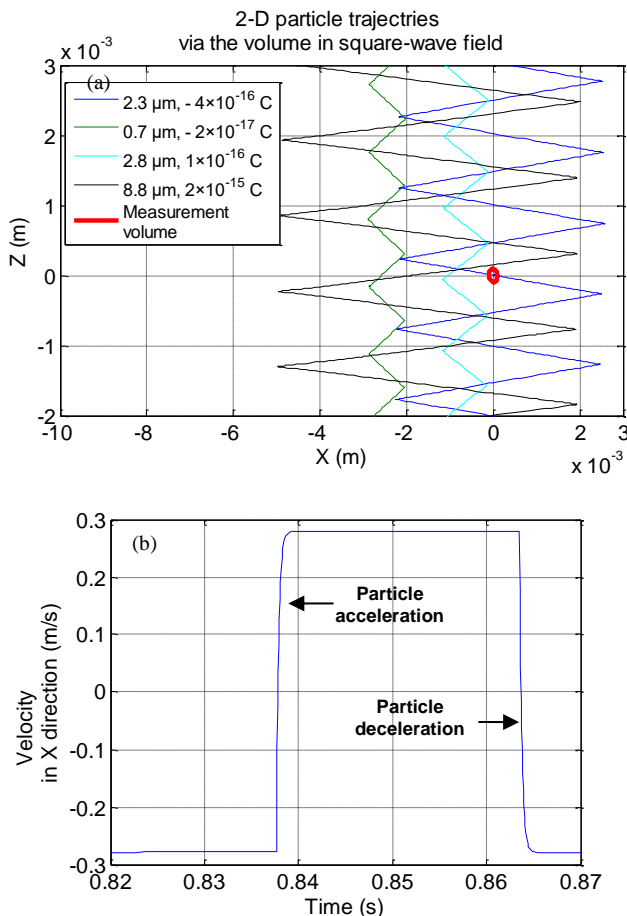 2-D particle trajectries
via the volume in square-wave field
x 10⁻³
(a)
2.3 µm, - 4×10⁻¹⁶ C
0.7 µm, - 2×10⁻¹⁷ C
2.8 µm, 1×10⁻¹⁶ C
8.8 µm, 2×10⁻¹⁵ C
Measurement
volume
3
2
1
0
-1
-2
Z (m)
-10 -8 -6 -4 -2 0 2 3
X (m)
x 10⁻³
(b)
0.3
0.2
0.1
0
-0.1
-0.2
-0.3
Velocity
in X direction (m/s)
Particle
acceleration
Particle
deceleration
0.82 0.83 0.84 0.85 0.86 0.87
Time (s)